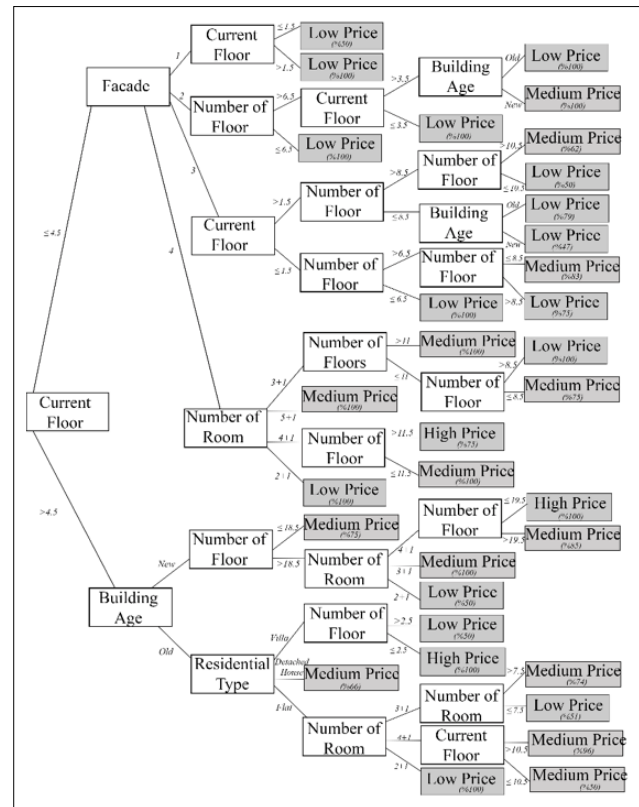 Current
Floor
≤4.5
>4.5
Facade
1
2
3
4
Current
Floor
≤1.5
Low Price
(%50)
>1.5
Low Price
(%100)
Number of
Floor
>6.5
Current
Floor
>3.5
Building
Age
Old
Low Price
(%100)
New
Medium Price
(%100)
≤3.5
Low Price
(%100)
≤6.5
Low Price
(%100)
Current
Floor
>1.5
Number of
Floor
>8.5
Number of
Floor
>10.5
Medium Price
(%62)
≤10.5
Low Price
(%50)
≤8.5
Building
Age
Old
Low Price
(%79)
New
Low Price
(%47)
≤1.5
Number of
Floor
>6.5
Number of
Floor
≤8.5
Medium Price
(%83)
>8.5
Low Price
(%75)
≤6.5
Low Price
(%100)
Number of
Room
3+1
Number of
Floors
>11
Medium Price
(%100)
≤11
Number of
Floor
>8.5
Low Price
(%100)
≤8.5
Medium Price
(%75)
5+1
Medium Price
(%100)
4+1
Number of
Floor
>11.5
High Price
(%75)
≤11.5
Medium Price
(%100)
2+1
Low Price
(%100)
Building
Age
New
Number of
Floor
≤18.5
Medium Price
(%75)
>18.5
Number of
Room
4+1
Number of
Floor
≤19.5
High Price
(%100)
>19.5
Medium Price
(%85)
3+1
Medium Price
(%100)
2+1
Low Price
(%50)
Old
Residential
Type
Villa
Number of
Floor
>2.5
Low Price
(%50)
≤2.5
High Price
(%100)
Detached
House
Medium Price
(%66)
Flat
Number of
Room
3+1
Number of
Room
>7.5
Medium Price
(%74)
≤7.5
Low Price
(%51)
4+1
Current
Floor
>10.5
Medium Price
(%96)
≤10.5
Medium Price
(%50)
2+1
Low Price
(%100)